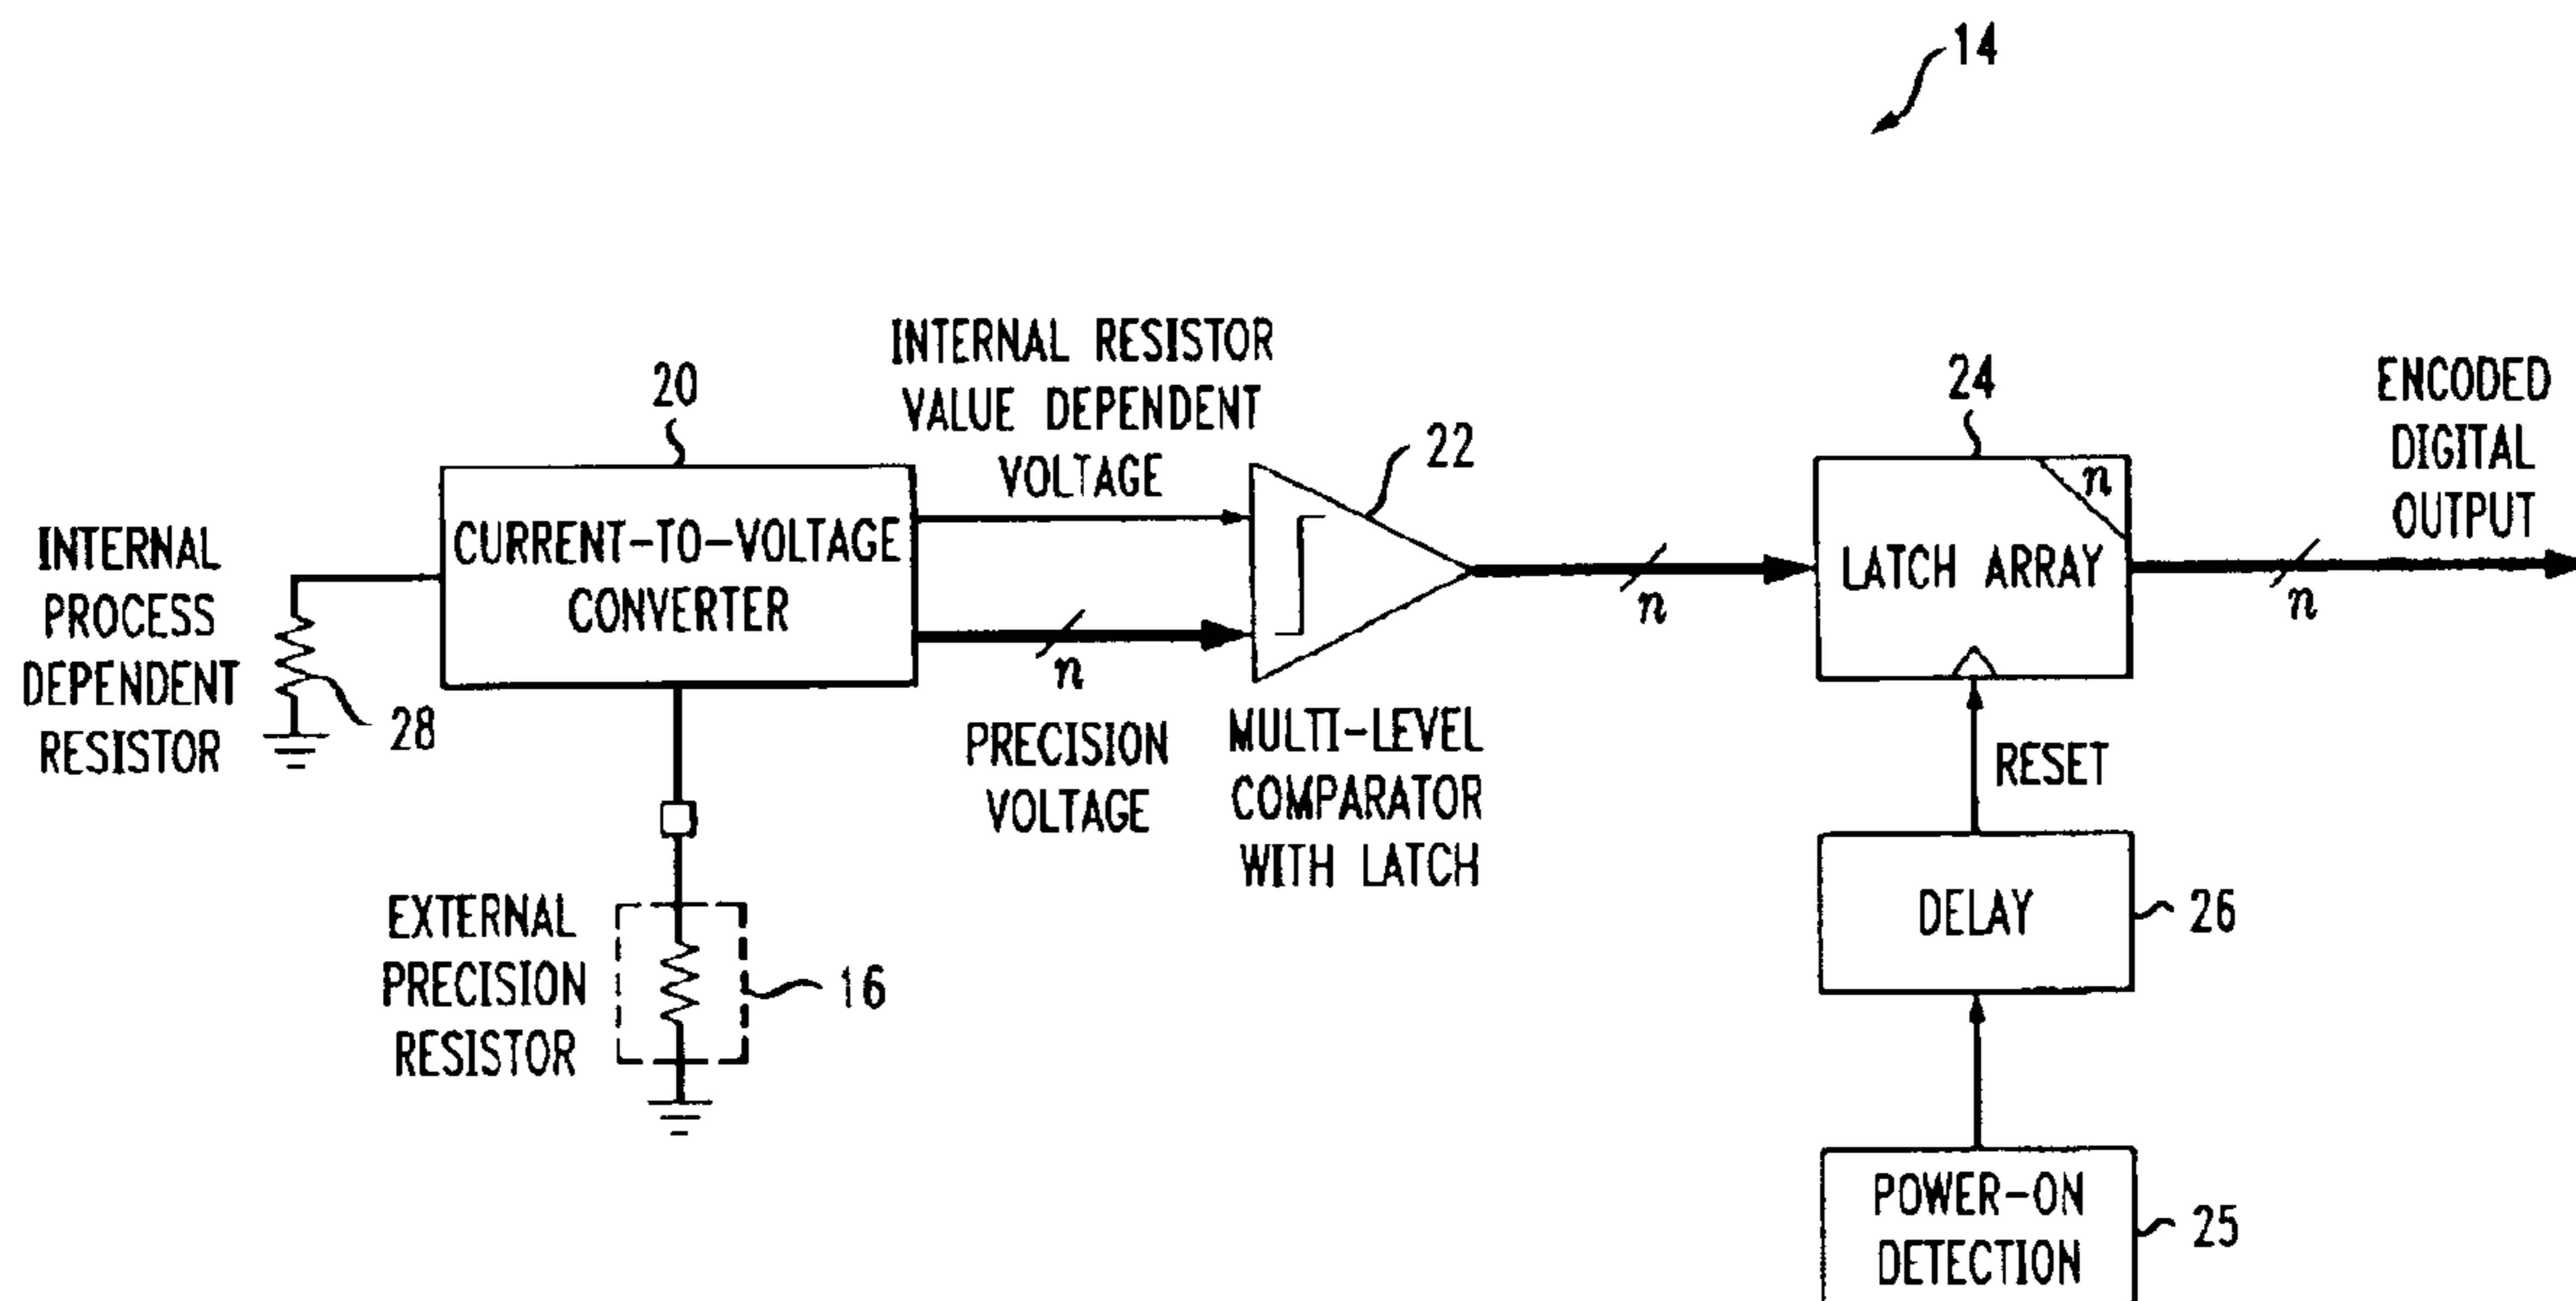 14
INTERNAL RESISTOR
VALUE DEPENDENT
VOLTAGE
20
22
24
ENCODED
DIGITAL
OUTPUT
INTERNAL
PROCESS
DEPENDENT
RESISTOR
28
CURRENT-TO-VOLTAGE
CONVERTER
n
PRECISION
VOLTAGE
MULTI-LEVEL
COMPARATOR
WITH LATCH
n
n
LATCH ARRAY
n
RESET
EXTERNAL
PRECISION
RESISTOR
16
DELAY
26
POWER-ON
DETECTION
25